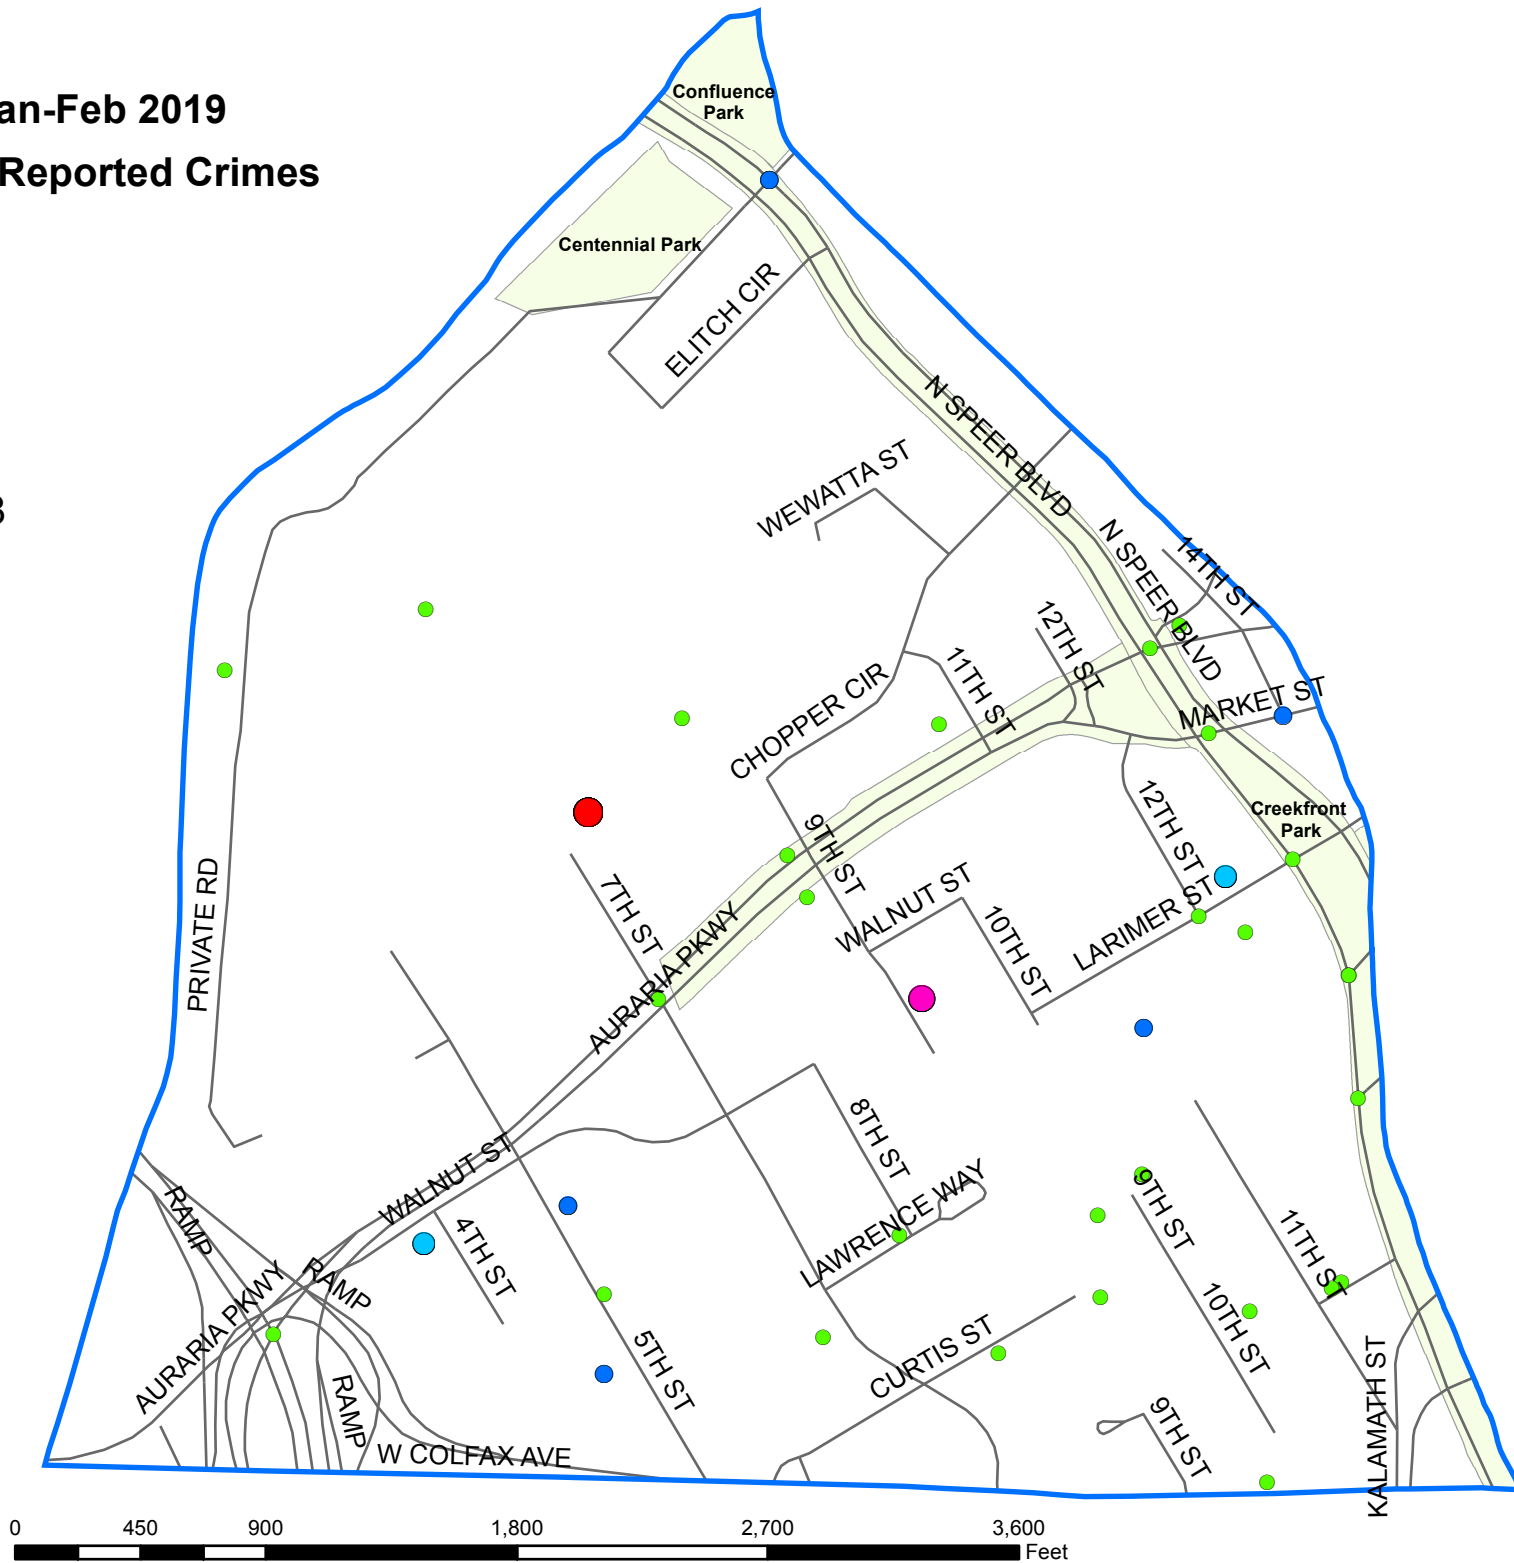 an-Feb 2019
Reported Crimes
Confluence
Park
Centennial Park
ELITCH CIR
N SPEER BLVD
WEWATTA ST
N SPEER BLVD
14TH ST
12TH ST
11TH ST
CHOPPER CIR
MARKET ST
Creekfront
Park
12TH ST
9TH ST
7TH ST
WALNUT ST
10TH ST
LARIMER ST
AURARIA PKWY
PRIVATE RD
8TH ST
WALNUT ST
LAWRENCE WAY
9TH ST
11TH ST
RAMP
4TH ST
RAMP
AURARIA PKWY
10TH ST
5TH ST
CURTIS ST
KALAMATH ST
RAMP
9TH ST
W COLFAX AVE
0 450 900 1,800 2,700 3,600
Feet